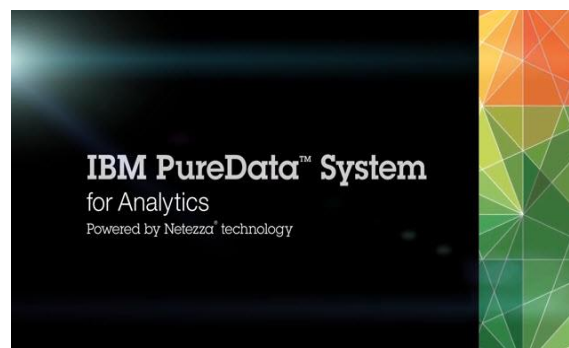 IBM PureData™ System
for Analytics
Powered by Netezza® technology